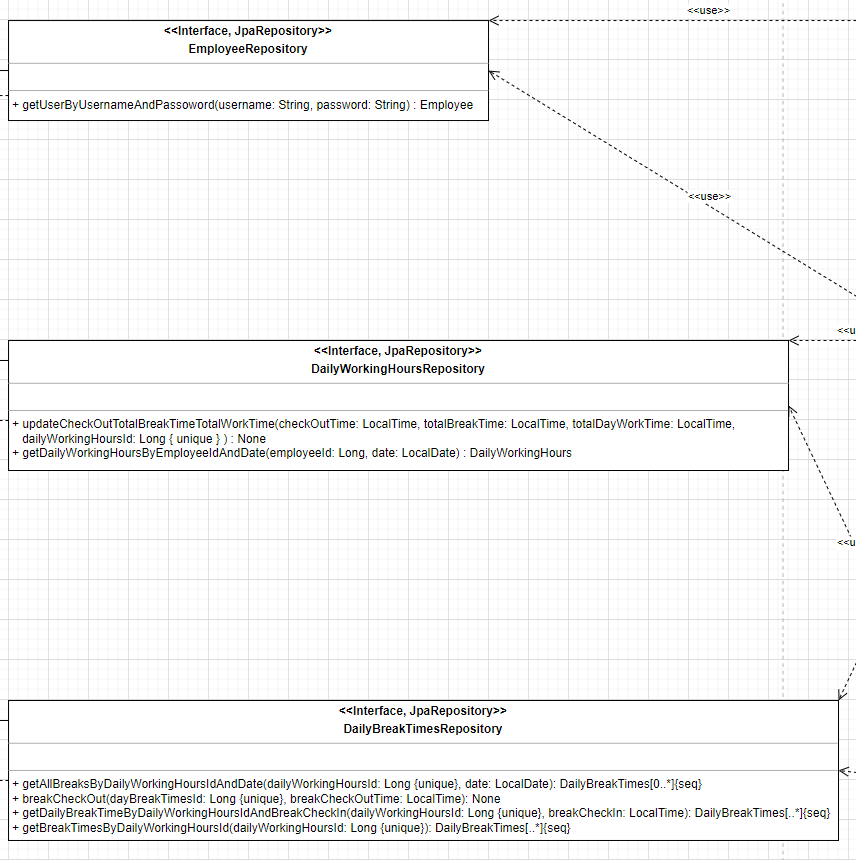 <<use>>
<<Interface, JpaRepository>>
EmployeeRepository
+ getUserByUsernameAndPassoword(username: String, password: String) : Employee
<<use>>
<<u
<<Interface, JpaRepository>>
DailyWorkingHoursRepository
+ updateCheckOutTotalBreakTimeTotalWorkTime(checkOutTime: LocalTime, totalBreakTime: LocalTime, totalDayWorkTime: LocalTime,
dailyWorkingHoursId: Long { unique } ) : None
+ getDailyWorkingHoursByEmployeeIdAndDate(employeeId: Long, date: LocalDate) : DailyWorkingHours
<<u
<<Interface, JpaRepository>>
DailyBreakTimesRepository
+ getAllBreaksByDailyWorkingHoursIdAndDate(dailyWorkingHoursId: Long {unique}, date: LocalDate): DailyBreakTimes[0..*]{seq}
+ breakCheckOut(dayBreakTimesId: Long {unique}, breakCheckOutTime: LocalTime): None
+ getDailyBreakTimeByDailyWorkingHoursIdAndBreakCheckIn(dailyWorkingHoursId: Long {unique}, breakCheckIn: LocalTime): DailyBreakTimes[..*]{seq}
+ getBreakTimesByDailyWorkingHoursId(dailyWorkingHoursId: Long {unique}): DailyBreakTimes[..*]{seq}